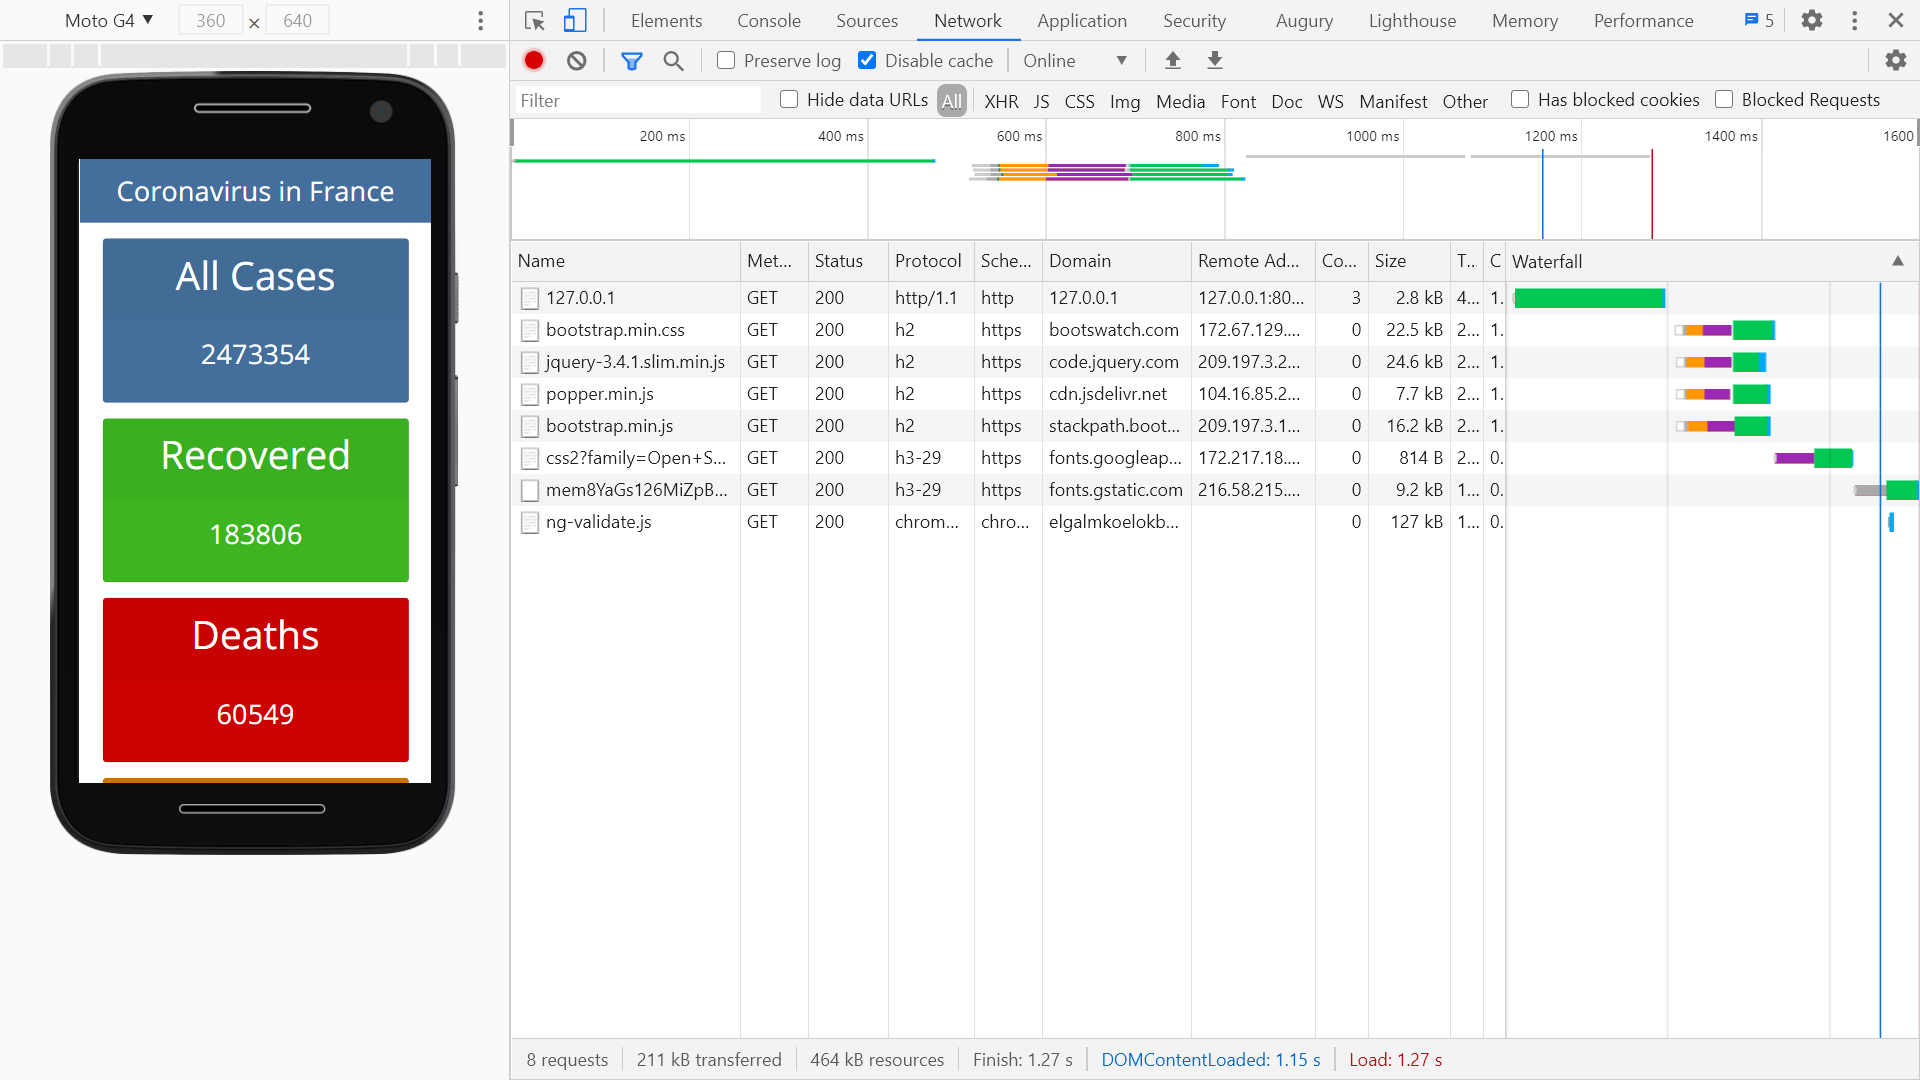 Moto G4 ▼ 360 × 640
Coronavirus in France
All Cases
2473354
Recovered
183806
Deaths
60549
Elements Console Sources Network Application Security Augury Lighthouse Memory Performance 5
Preserve log Disable cache Online ▼
Filter Hide data URLs All XHR JS CSS Img Media Font Doc WS Manifest Other Has blocked cookies Blocked Requests
200 ms 400 ms 600 ms 800 ms 1000 ms 1200 ms 1400 ms 1600
Name Met... Status Protocol Sche... Domain Remote Ad... Co... Size T... C Waterfall ▲
127.0.0.1 GET 200 http/1.1 http 127.0.0.1 127.0.0.1:80... 3 2.8 kB 4... 1.
bootstrap.min.css GET 200 h2 https bootswatch.com 172.67.129.... 0 22.5 kB 2... 1.
jquery-3.4.1.slim.min.js GET 200 h2 https code.jquery.com 209.197.3.2... 0 24.6 kB 2... 1.
popper.min.js GET 200 h2 https cdn.jsdelivr.net 104.16.85.2... 0 7.7 kB 2... 1.
bootstrap.min.js GET 200 h2 https stackpath.boot... 209.197.3.1... 0 16.2 kB 2... 1.
css2?family=Open+S... GET 200 h3-29 https fonts.googleap... 172.217.18.... 0 814 B 2... 0.
mem8YaGs126MiZpB... GET 200 h3-29 https fonts.gstatic.com 216.58.215.... 0 9.2 kB 1... 0.
ng-validate.js GET 200 chrom... chro... elgalmkoelokb... 0 127 kB 1... 0.
8 requests 211 kB transferred 464 kB resources Finish: 1.27 s DOMContentLoaded: 1.15 s Load: 1.27 s